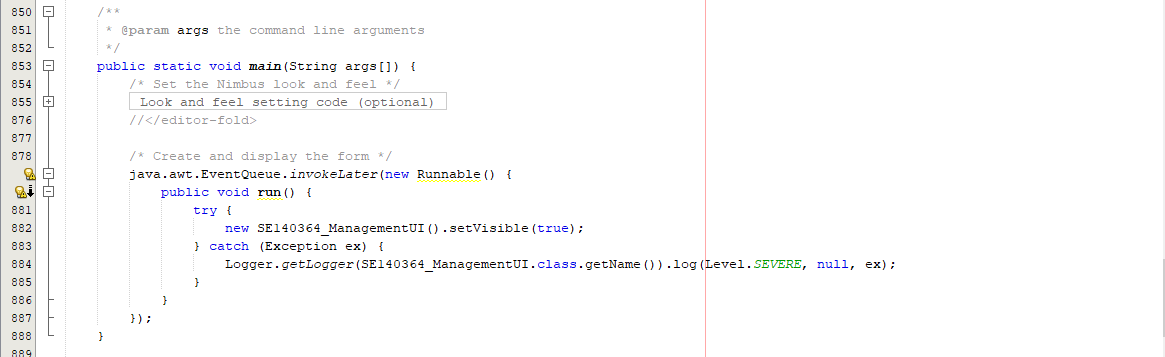 850 /**
851 * @param args the command line arguments
852 */
853 public static void main(String args[]) {
854 /* Set the Nimbus look and feel */
855 Look and feel setting code (optional)
876 //</editor-fold>
877
878 /* Create and display the form */
java.awt.EventQueue.invokeLater(new Runnable() {
public void run() {
881 try {
882 new SE140364_ManagementUI().setVisible(true);
883 } catch (Exception ex) {
884 Logger.getLogger(SE140364_ManagementUI.class.getName()).log(Level.SEVERE, null, ex);
885 }
886 }
887 });
888 }
889